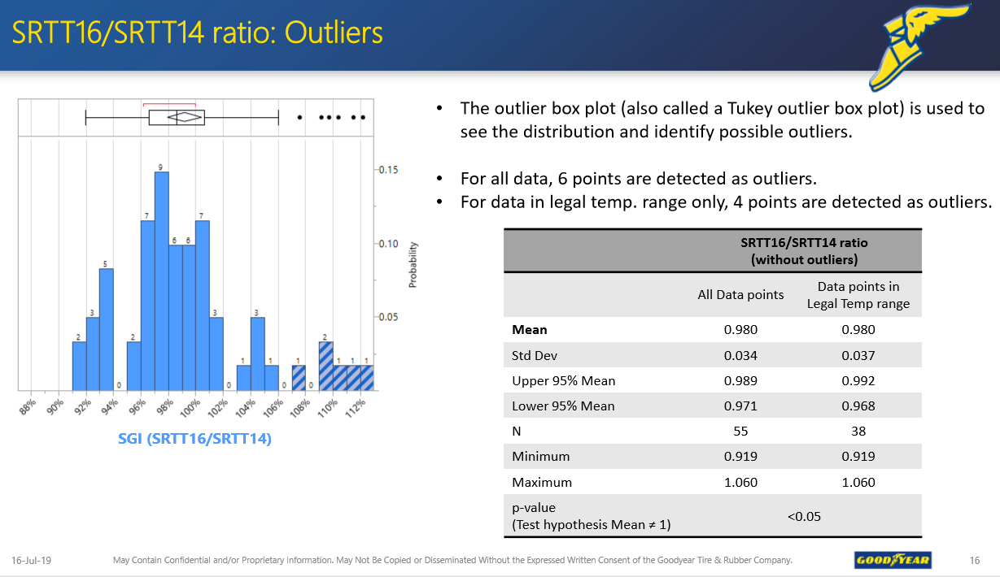 SRTT16/SRTT14 ratio: Outliers
9
7
7
6
6
5
3
3
3
2
2
2
1
1
1
1
1
1
0
0
0
0
0.15
0.10
0.05
Probability
88%
90%
92%
94%
96%
98%
100%
102%
104%
106%
108%
110%
112%
SGI (SRTT16/SRTT14)
• The outlier box plot (also called a Tukey outlier box plot) is used to
see the distribution and identify possible outliers.
• For all data, 6 points are detected as outliers.
• For data in legal temp. range only, 4 points are detected as outliers.
SRTT16/SRTT14 ratio
(without outliers)
All Data points
Data points in
Legal Temp range
Mean 0.980 0.980
Std Dev 0.034 0.037
Upper 95% Mean 0.989 0.992
Lower 95% Mean 0.971 0.968
N 55 38
Minimum 0.919 0.919
Maximum 1.060 1.060
p-value
(Test hypothesis Mean ≠ 1) <0.05
16-Jul-19
May Contain Confidential and/or Proprietary Information. May Not Be Copied or Disseminated Without the Expressed Written Consent of the Goodyear Tire & Rubber Company.
GOODYEAR
16